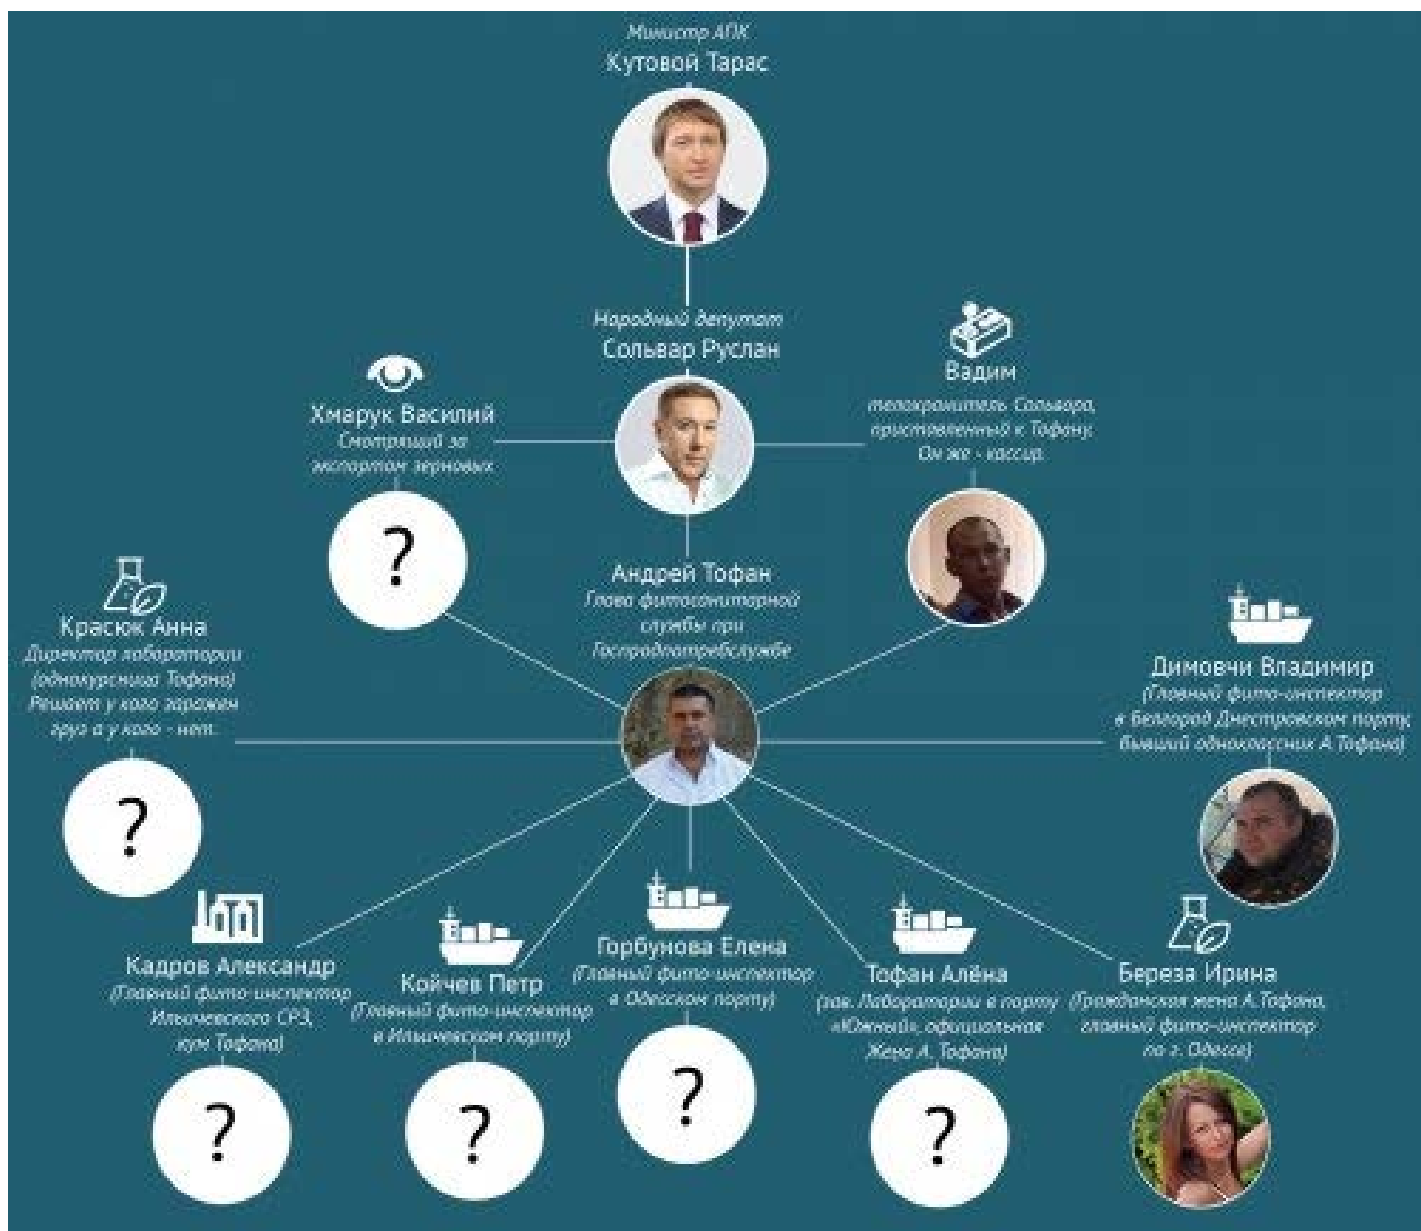 Министр АПК
Кутовой Тарас
Народный депутат
Сольвар Руслан
Хмарук Василий
Смотрящий за
экспортом зерновых
?
Вадим
телохранитель Сольвара,
приставленный к Тофану.
Он же - кассир.
Андрей Тофан
Глава фитосанитарной
службы при
Госпродпотребслужбе
Красюк Анна
Директор лаборатории
(однокурсница Тофана)
Решает у кого заражен
груз а у кого - нет.
?
Димовчи Владимир
(Главный фито-инспектор
в Белгород Днестровском порту,
бывший одноклассник А.Тофана)
Кадров Александр
(Главный фито-инспектор
Ильичевского СРЗ,
кум Тофана)
?
Койчев Петр
(Главный фито-инспектор
в Ильичевском порту)
?
Горбунова Елена
(Главный фито-инспектор
в Одесском порту)
?
Тофан Алёна
(зав. Лаборатории в порту
«Южный», официальная
Жена А. Тофана)
?
Береза Ирина
(Гражданская жена А.Тофана,
главный фито-инспектор
по г. Одессе)